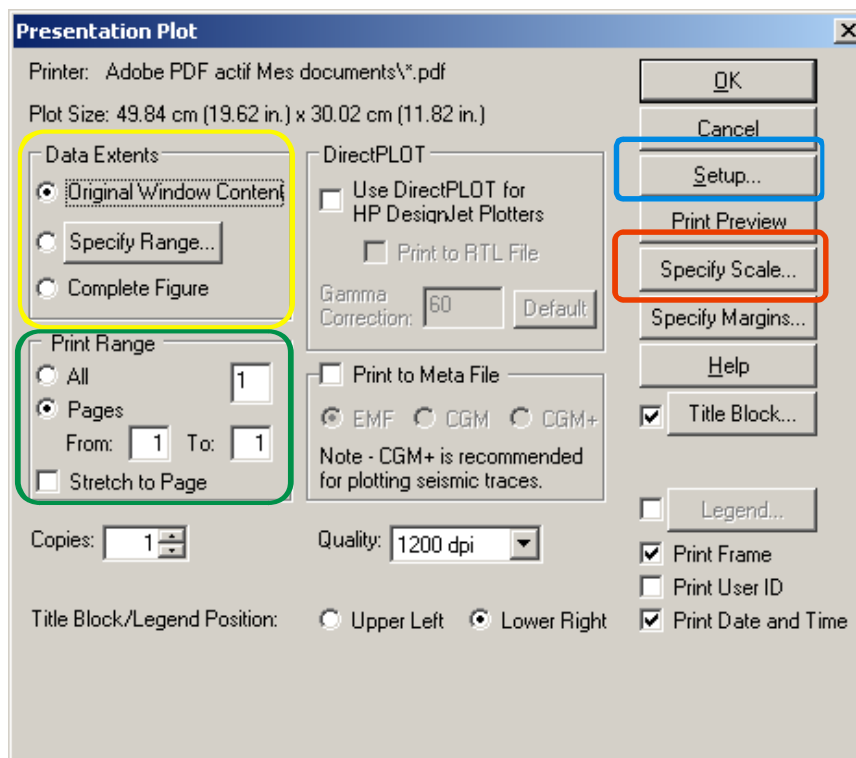 Presentation Plot
Printer: Adobe PDF actif Mes documents\*.pdf
Plot Size: 49.84 cm (19.62 in.) x 30.02 cm (11.82 in.)
Data Extents
Original Window Content
Specify Range...
Complete Figure
Print Range
All
1
Pages
From: 1 To: 1
Stretch to Page
DirectPLOT
Use DirectPLOT for
HP DesignJet Plotters
Print to RTL File
Gamma
Correction: 60 Default
Print to Meta File
EMF CGM CGM+
Note - CGM+ is recommended
for plotting seismic traces.
Copies: 1
Quality: 1200 dpi
Title Block/Legend Position: Upper Left Lower Right
OK
Cancel
Setup...
Print Preview
Specify Scale...
Specify Margins...
Help
Title Block...
Legend...
Print Frame
Print User ID
Print Date and Time